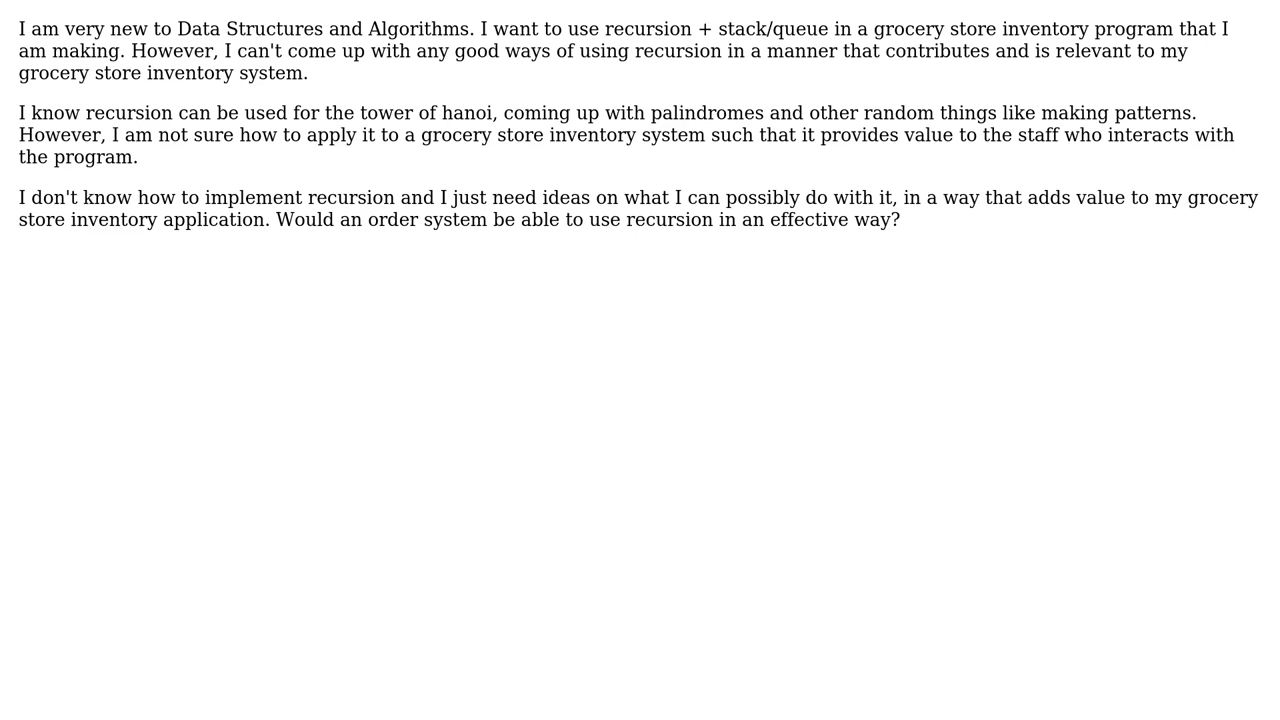 I am very new to Data Structures and Algorithms. I want to use recursion + stack/queue in a grocery store inventory program that I
am making. However, I can't come up with any good ways of using recursion in a manner that contributes and is relevant to my
grocery store inventory system.
I know recursion can be used for the tower of hanoi, coming up with palindromes and other random things like making patterns.
However, I am not sure how to apply it to a grocery store inventory system such that it provides value to the staff who interacts with
the program.
I don't know how to implement recursion and I just need ideas on what I can possibly do with it, in a way that adds value to my grocery
store inventory application. Would an order system be able to use recursion in an effective way?